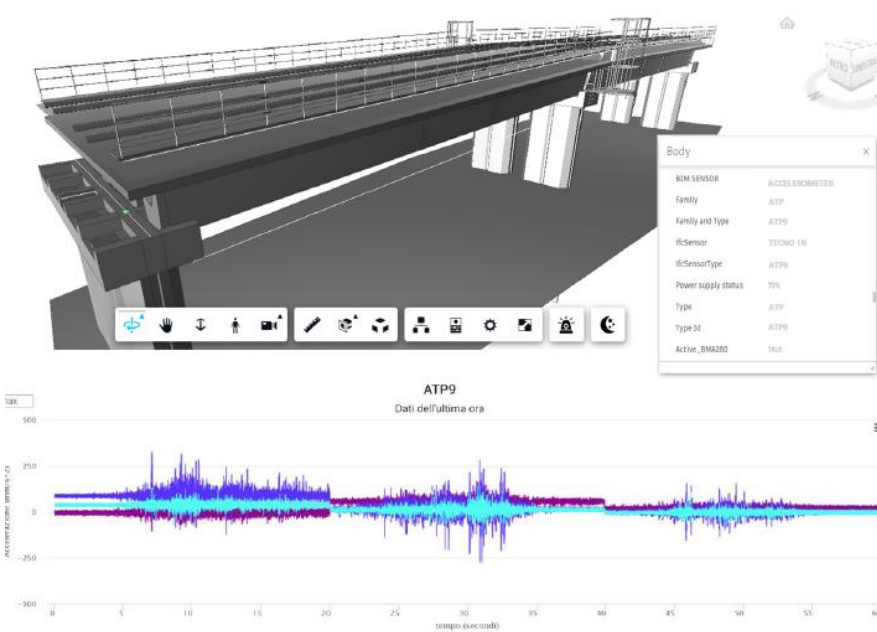 Body ×
BIM SENSOR ACCELEROMETER
Family ATP
Family and Type ATP9
IfcSensor TECNO IN
IfcSensorType ATP9
Power supply status 70%
Type ATP
Type Id ATP9
Active_BMA280 TRUE
ATP9
Dati dell'ultima ora
500
250
0
-250
-500
0 5 10 15 20 25 30 35 40 45 50 55
tempo (secondi)